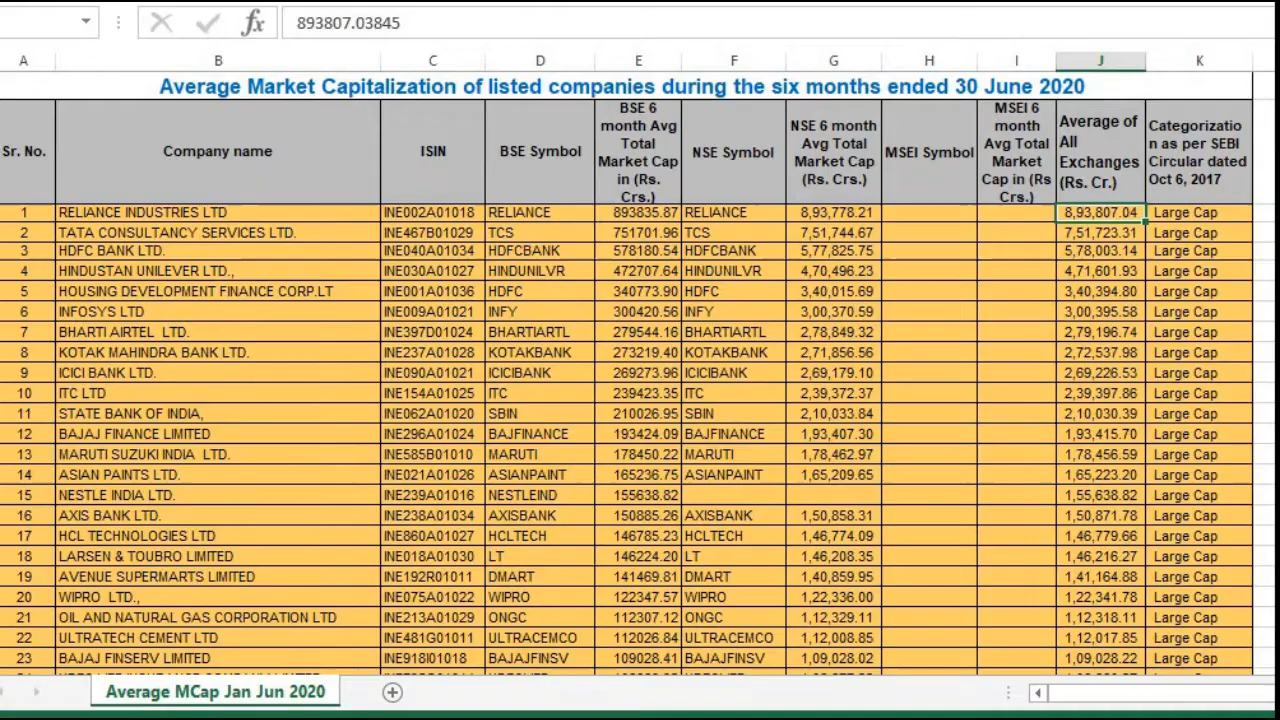 893807.03845
A B C D E F G H I J K
Average Market Capitalization of listed companies during the six months ended 30 June 2020
Sr. No. Company name ISIN BSE Symbol BSE 6 month Avg Total Market Cap in (Rs. Crs.) NSE Symbol NSE 6 month Avg Total Market Cap (Rs. Crs.) MSEI Symbol MSEI 6 month Avg Total Market Cap in (Rs Crs.) Average of All Exchanges (Rs. Cr.) Categorizatio n as per SEBI Circular dated Oct 6, 2017
1 RELIANCE INDUSTRIES LTD INE002A01018 RELIANCE 893835.87 RELIANCE 8,93,778.21 8,93,807.04 Large Cap
2 TATA CONSULTANCY SERVICES LTD. INE467B01029 TCS 751701.96 TCS 7,51,744.67 7,51,723.31 Large Cap
3 HDFC BANK LTD. INE040A01034 HDFCBANK 578180.54 HDFCBANK 5,77,825.75 5,78,003.14 Large Cap
4 HINDUSTAN UNILEVER LTD., INE030A01027 HINDUNILVR 472707.64 HINDUNILVR 4,70,496.23 4,71,601.93 Large Cap
5 HOUSING DEVELOPMENT FINANCE CORP.LT INE001A01036 HDFC 340773.90 HDFC 3,40,015.69 3,40,394.80 Large Cap
6 INFOSYS LTD INE009A01021 INFY 300420.56 INFY 3,00,370.59 3,00,395.58 Large Cap
7 BHARTI AIRTEL LTD. INE397D01024 BHARTIARTL 279544.16 BHARTIARTL 2,78,849.32 2,79,196.74 Large Cap
8 KOTAK MAHINDRA BANK LTD. INE237A01028 KOTAKBANK 273219.40 KOTAKBANK 2,71,856.56 2,72,537.98 Large Cap
9 ICICI BANK LTD. INE090A01021 ICICIBANK 269273.96 ICICIBANK 2,69,179.10 2,69,226.53 Large Cap
10 ITC LTD INE154A01025 ITC 239423.35 ITC 2,39,372.37 2,39,397.86 Large Cap
11 STATE BANK OF INDIA, INE062A01020 SBIN 210026.95 SBIN 2,10,033.84 2,10,030.39 Large Cap
12 BAJAJ FINANCE LIMITED INE296A01024 BAJFINANCE 193424.09 BAJFINANCE 1,93,407.30 1,93,415.70 Large Cap
13 MARUTI SUZUKI INDIA LTD. INE585B01010 MARUTI 178450.22 MARUTI 1,78,462.97 1,78,456.59 Large Cap
14 ASIAN PAINTS LTD. INE021A01026 ASIANPAINT 165236.75 ASIANPAINT 1,65,209.65 1,65,223.20 Large Cap
15 NESTLE INDIA LTD. INE239A01016 NESTLEIND 155638.82 1,55,638.82 Large Cap
16 AXIS BANK LTD. INE238A01034 AXISBANK 150885.26 AXISBANK 1,50,858.31 1,50,871.78 Large Cap
17 HCL TECHNOLOGIES LTD INE860A01027 HCLTECH 146785.23 HCLTECH 1,46,774.09 1,46,779.66 Large Cap
18 LARSEN & TOUBRO LIMITED INE018A01030 LT 146224.20 LT 1,46,208.35 1,46,216.27 Large Cap
19 AVENUE SUPERMARTS LIMITED INE192R01011 DMART 141469.81 DMART 1,40,859.95 1,41,164.88 Large Cap
20 WIPRO LTD., INE075A01022 WIPRO 122347.57 WIPRO 1,22,336.00 1,22,341.78 Large Cap
21 OIL AND NATURAL GAS CORPORATION LTD INE213A01029 ONGC 112307.12 ONGC 1,12,329.11 1,12,318.11 Large Cap
22 ULTRATECH CEMENT LTD INE481G01011 ULTRACEMCO 112026.84 ULTRACEMCO 1,12,008.85 1,12,017.85 Large Cap
23 BAJAJ FINSERV LIMITED INE918I01018 BAJAJFINSV 109028.41 BAJAJFINSV 1,09,028.02 1,09,028.22 Large Cap
Average MCap Jan Jun 2020